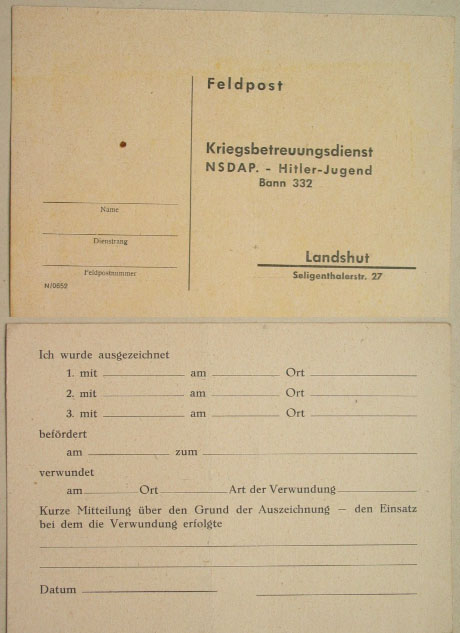 Feldpost
Kriegsbetreuungsdienst
NSDAP. - Hitler-Jugend
Bann 332
Landshut
Seligenthalerstr. 27
Name
Dienstrang
Feldpostnummer
N/0652
Ich wurde ausgezeichnet
1. mit am Ort
2. mit am Ort
3. mit am Ort
befördert
am zum
verwundet
am Ort Art der Verwundung
Kurze Mitteilung über den Grund der Auszeichnung — den Einsatz
bei dem die Verwundung erfolgte
Datum